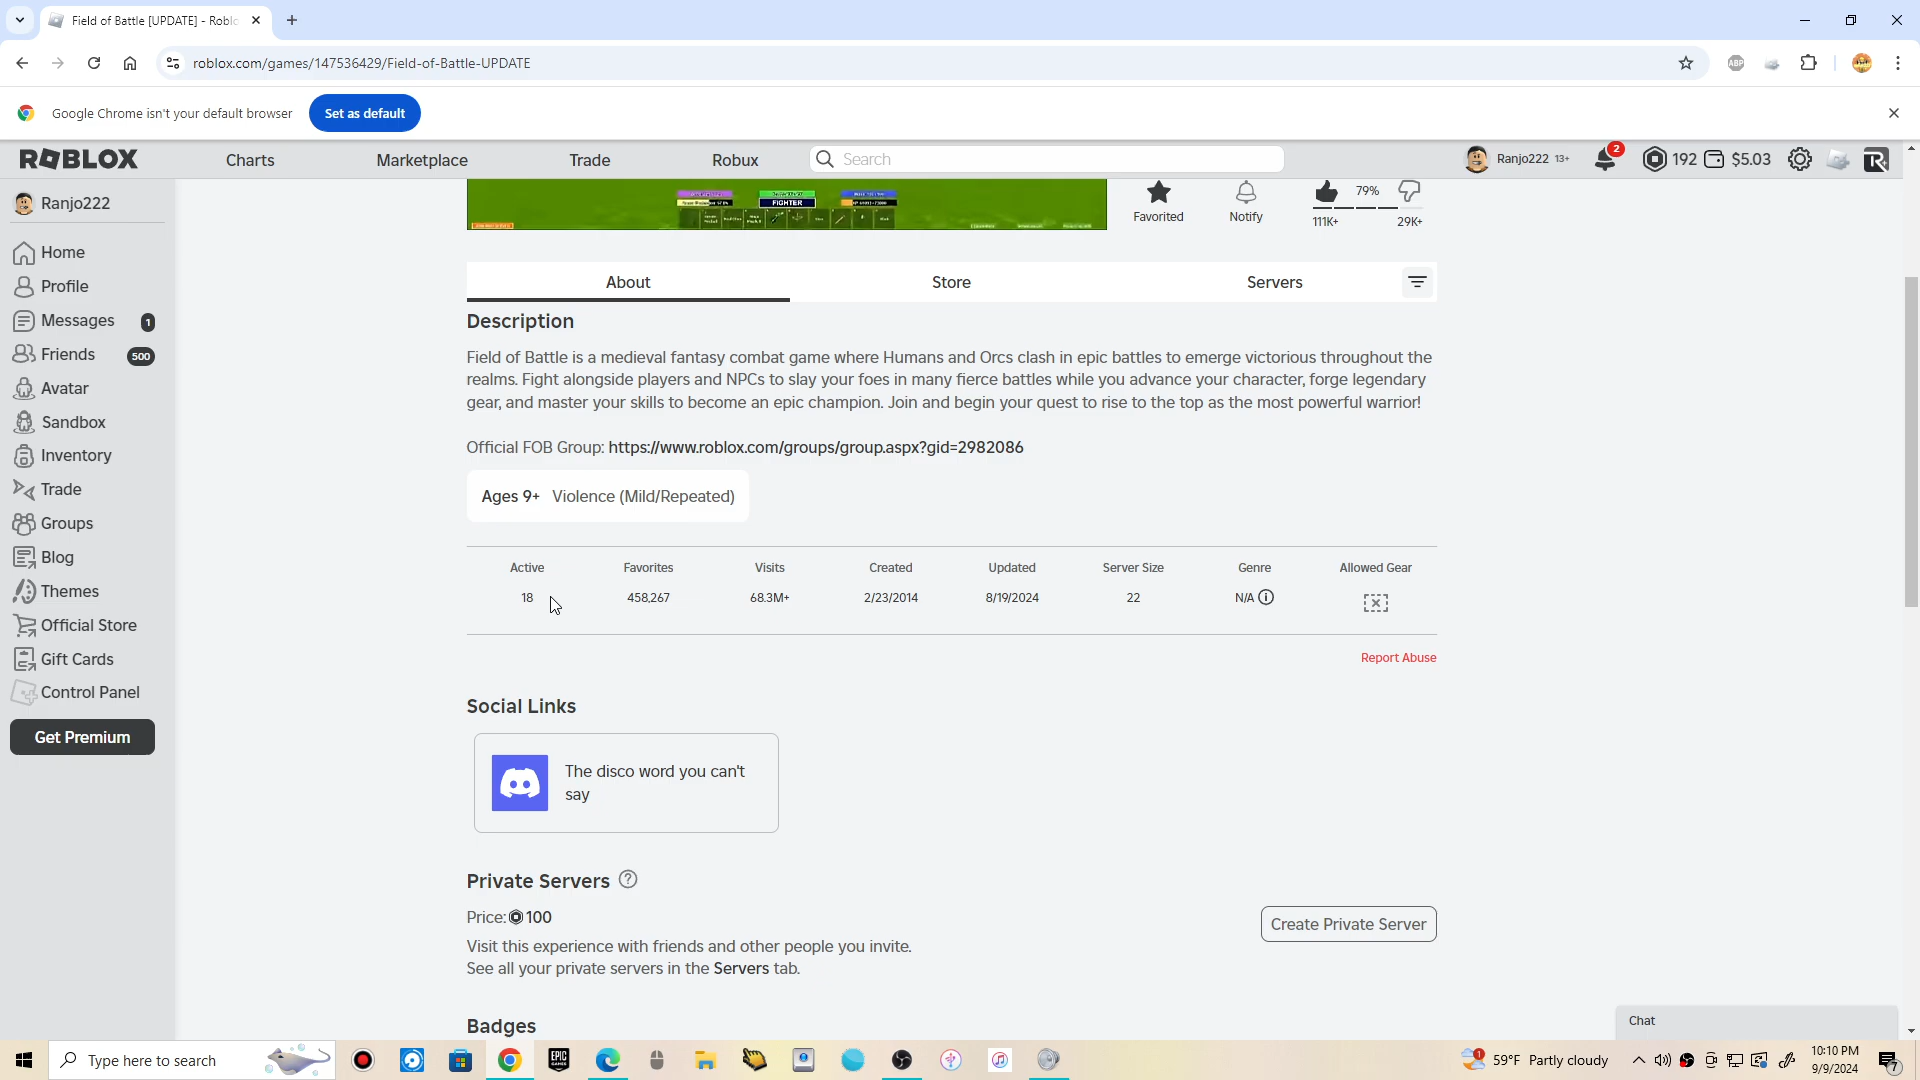 Field of Battle [UPDATE] - Roblo
roblox.com/games/147536429/Field-of-Battle-UPDATE
ABP
Google Chrome isn't your default browser
Set as default
ROBLOX
Charts
Marketplace
Trade
Robux
Search
Ranjo222 13+
2
192
$5.03
Ranjo222
Home
Profile
Messages 1
Friends 500
Avatar
Sandbox
Inventory
Trade
Groups
Blog
Themes
Official Store
Gift Cards
Control Panel
Get Premium
FIGHTER
Favorited
Notify
79%
111K+
29K+
About
Store
Servers
Description
Field of Battle is a medieval fantasy combat game where Humans and Orcs clash in epic battles to emerge victorious throughout the
realms. Fight alongside players and NPCs to slay your foes in many fierce battles while you advance your character, forge legendary
gear, and master your skills to become an epic champion. Join and begin your quest to rise to the top as the most powerful warrior!
Official FOB Group: https://www.roblox.com/groups/group.aspx?gid=2982086
Ages 9+ Violence (Mild/Repeated)
Active Favorites Visits Created Updated Server Size Genre Allowed Gear
18 458,267 68.3M+ 2/23/2014 8/19/2024 22 N/A
Report Abuse
Social Links
The disco word you can't
say
Private Servers
Price: 100
Create Private Server
Visit this experience with friends and other people you invite.
See all your private servers in the Servers tab.
Badges
Chat
Type here to search
EPIC
GAMES
1
59°F Partly cloudy
10:10 PM
9/9/2024
7